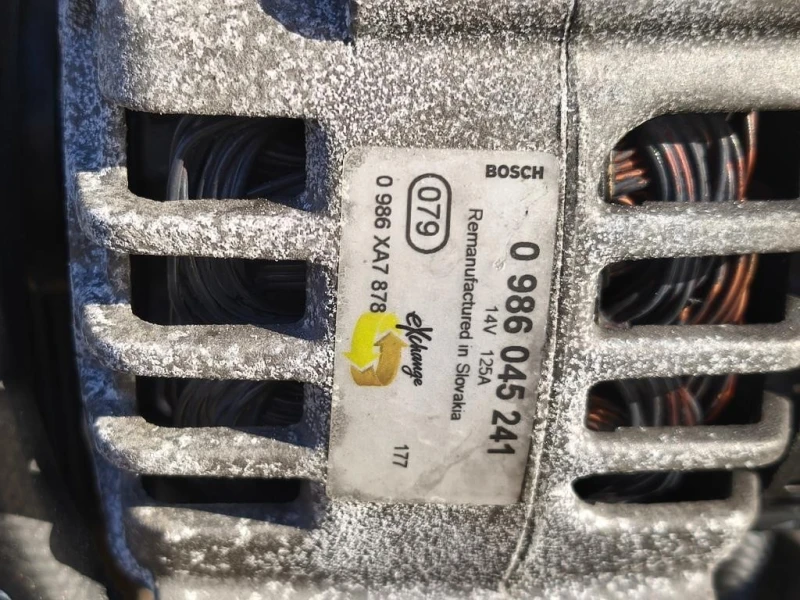 BOSCH
0 986 045 241
14V 125A
Remanufactured in Slovakia
079
eXchange
0 986 XA7 878
177